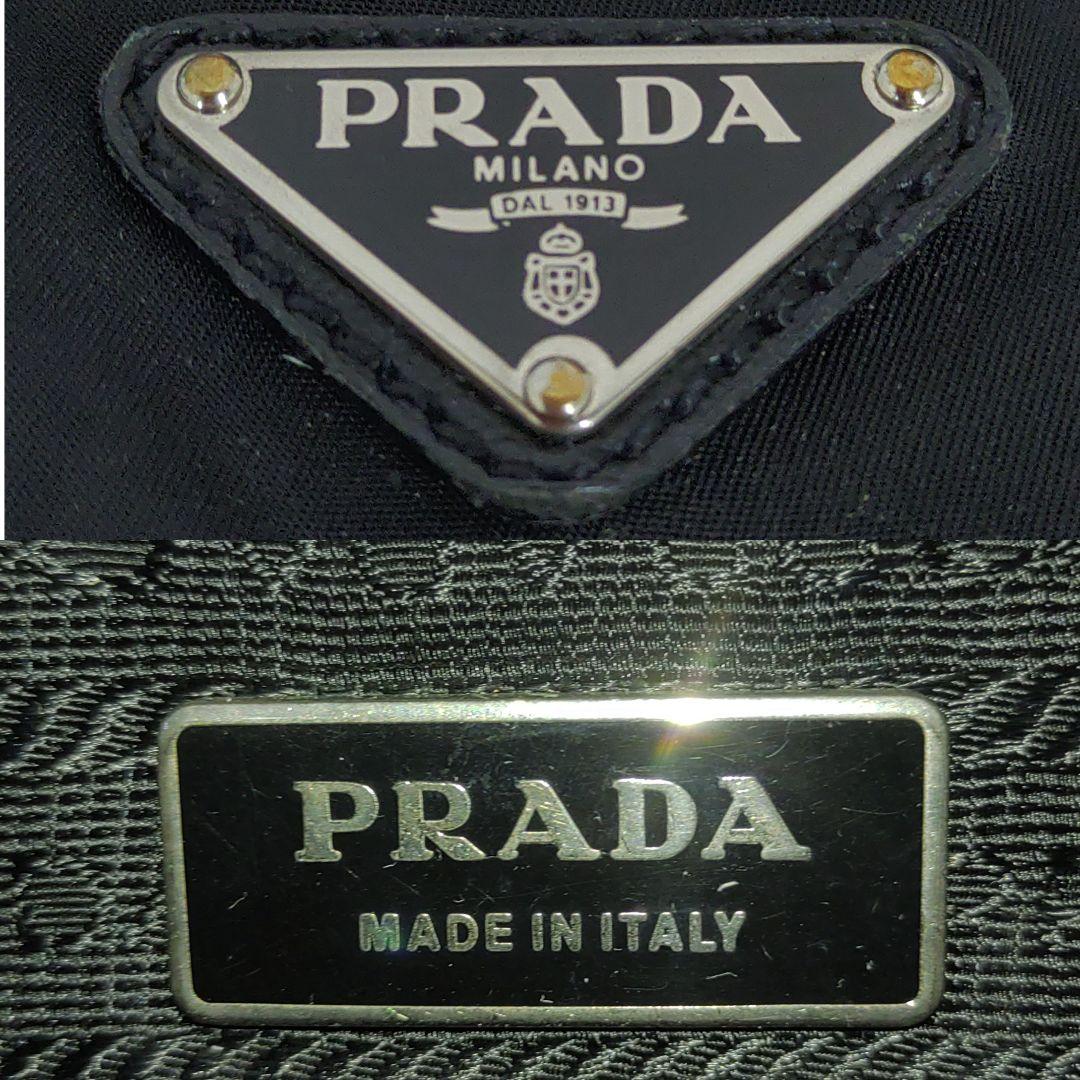 PRADA
MILANO
DAL 1913
PRADA
MADE IN ITALY